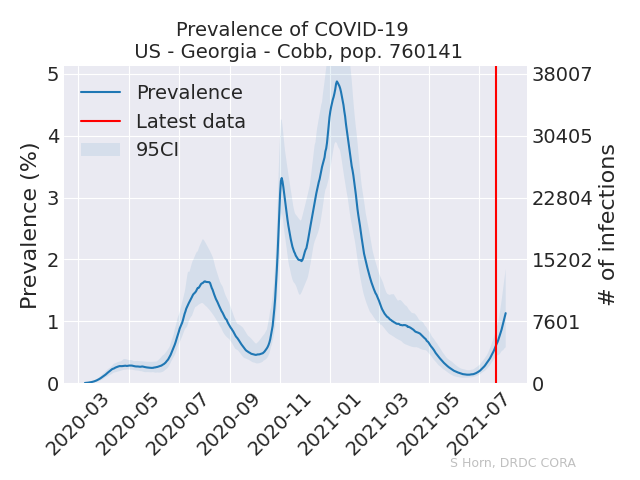 Prevalence of COVID-19
US - Georgia - Cobb, pop. 760141
Prevalence
Latest data
95CI
Prevalence (%)
5
4
3
2
1
0
38007
30405
22804
15202
7601
0
# of infections
2020-03
2020-05
2020-07
2020-09
2020-11
2021-01
2021-03
2021-05
2021-07
S Horn, DRDC CORA